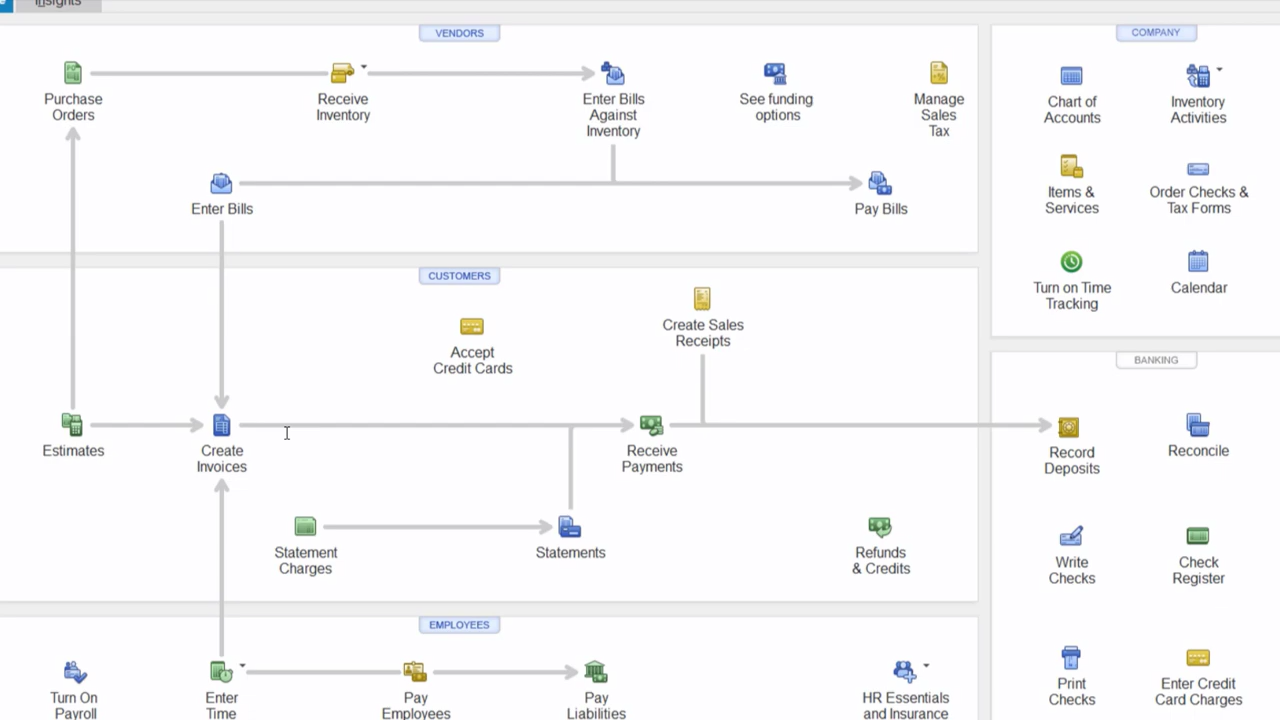 Insights
VENDORS
Purchase
Orders
Receive
Inventory
Enter Bills
Against
Inventory
See funding
options
Manage
Sales
Tax
Enter Bills
Pay Bills
CUSTOMERS
Accept
Credit Cards
Create Sales
Receipts
Estimates
Create
Invoices
Receive
Payments
Statement
Charges
Statements
Refunds
& Credits
EMPLOYEES
Turn On
Payroll
Enter
Time
Pay
Employees
Pay
Liabilities
HR Essentials
and Insurance
COMPANY
Chart of
Accounts
Inventory
Activities
Items &
Services
Order Checks &
Tax Forms
Turn on Time
Tracking
Calendar
BANKING
Record
Deposits
Reconcile
Write
Checks
Check
Register
Print
Checks
Enter Credit
Card Charges